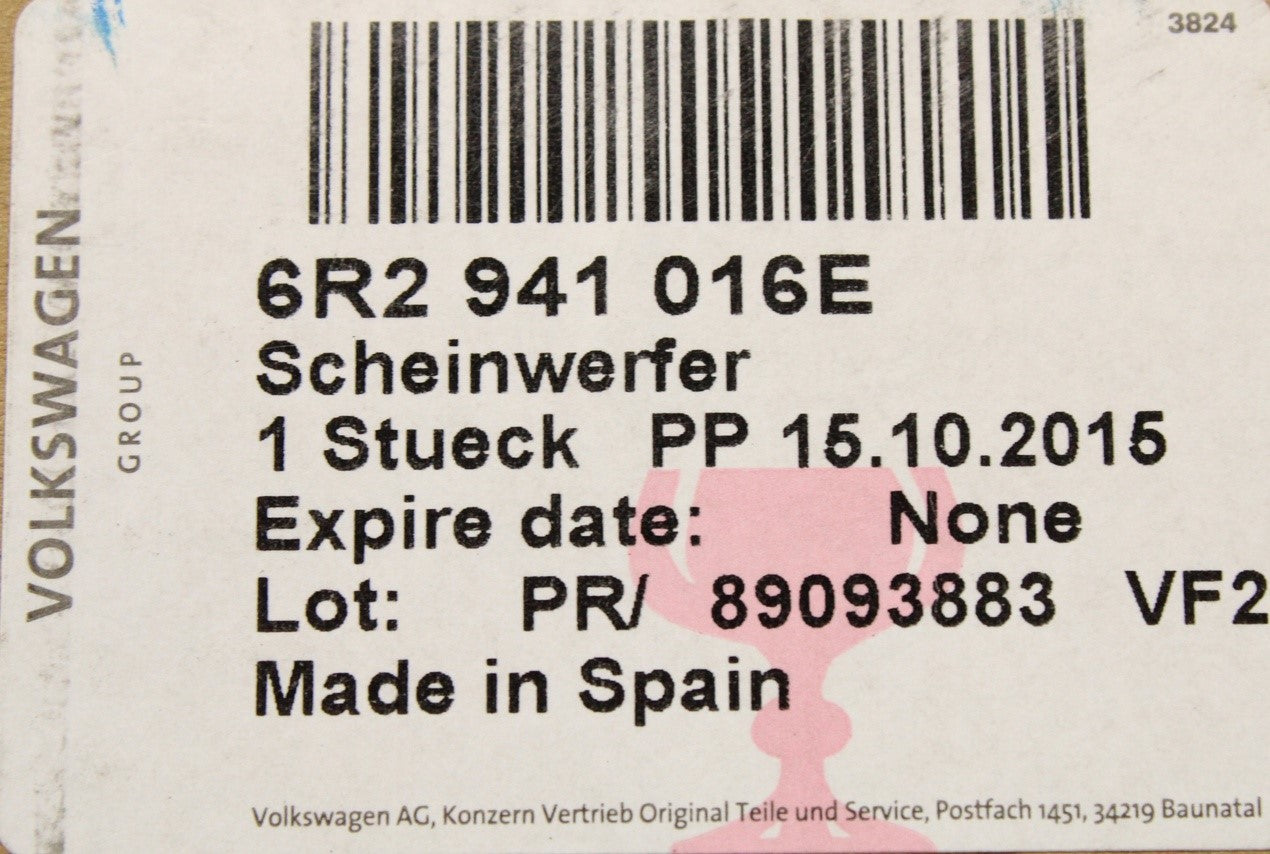 3824
VOLKSWAGEN
GROUP
6R2 941 016E
Scheinwerfer
1 Stueck PP 15.10.2015
Expire date: None
Lot: PR/ 89093883 VF2
Made in Spain
Volkswagen AG, Konzern Vertrieb Original Teile und Service, Postfach 1451, 34219 Baunatal